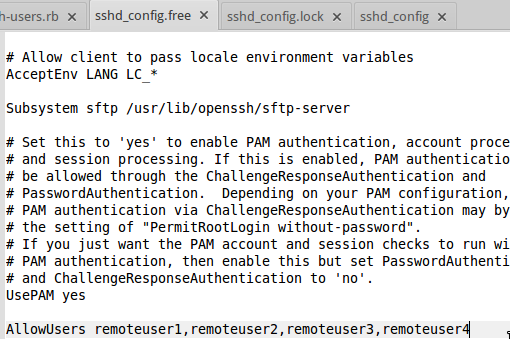 h-users.rb × sshd_config.free × sshd_config.lock × sshd_config ×
# Allow client to pass locale environment variables
AcceptEnv LANG LC_*
Subsystem sftp /usr/lib/openssh/sftp-server
# Set this to 'yes' to enable PAM authentication, account proce
# and session processing. If this is enabled, PAM authenticatio
# be allowed through the ChallengeResponseAuthentication and
# PasswordAuthentication.  Depending on your PAM configuration,
# PAM authentication via ChallengeResponseAuthentication may by
# the setting of "PermitRootLogin without-password".
# If you just want the PAM account and session checks to run wi
# PAM authentication, then enable this but set PasswordAuthenti
# and ChallengeResponseAuthentication to 'no'.
UsePAM yes
AllowUsers remoteuser1,remoteuser2,remoteuser3,remoteuser4